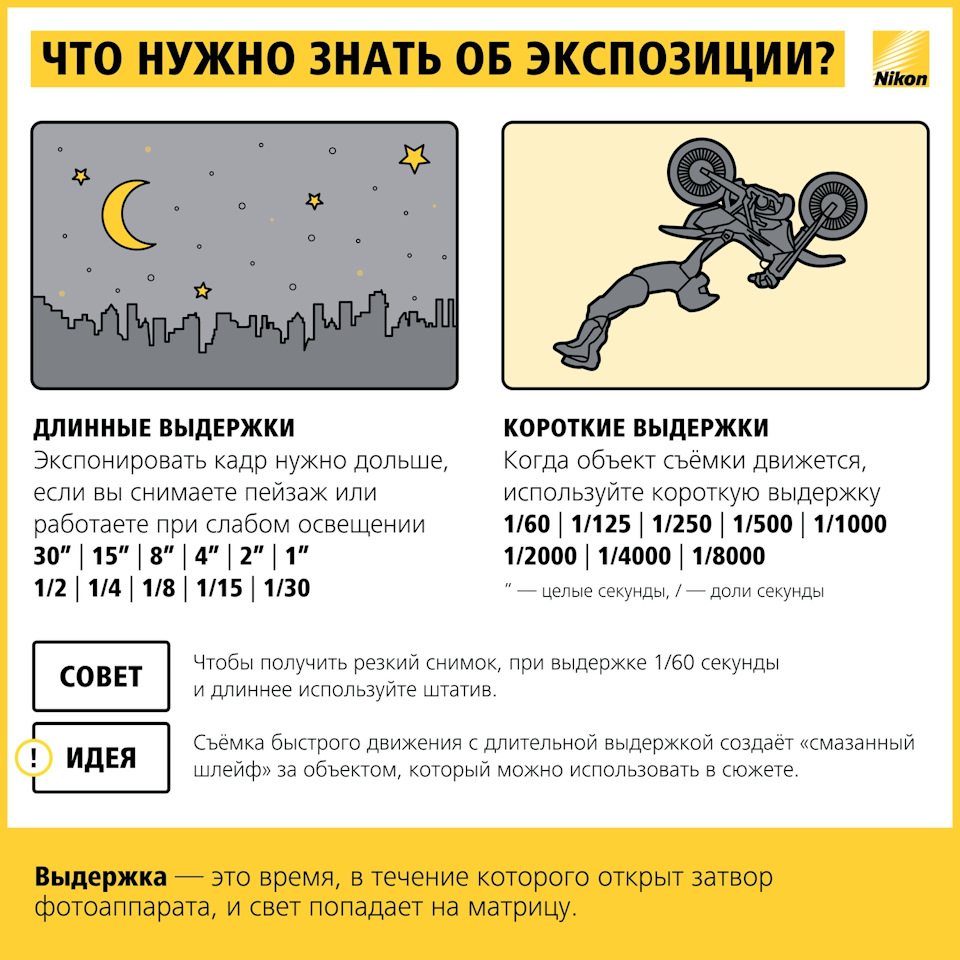 ЧТО НУЖНО ЗНАТЬ ОБ ЭКСПОЗИЦИИ?
Nikon
ДЛИННЫЕ ВЫДЕРЖКИ
Экспонировать кадр нужно дольше,
если вы снимаете пейзаж или
работаете при слабом освещении
30” | 15” | 8” | 4” | 2” | 1”
1/2 | 1/4 | 1/8 | 1/15 | 1/30
КОРОТКИЕ ВЫДЕРЖКИ
Когда объект съёмки движется,
используйте короткую выдержку
1/60 | 1/125 | 1/250 | 1/500 | 1/1000
1/2000 | 1/4000 | 1/8000
” — целые секунды, / — доли секунды
СОВЕТ
Чтобы получить резкий снимок, при выдержке 1/60 секунды
и длиннее используйте штатив.
! ИДЕЯ
Съёмка быстрого движения с длительной выдержкой создаёт «смазанный
шлейф» за объектом, который можно использовать в сюжете.
Выдержка — это время, в течение которого открыт затвор
фотоаппарата, и свет попадает на матрицу.